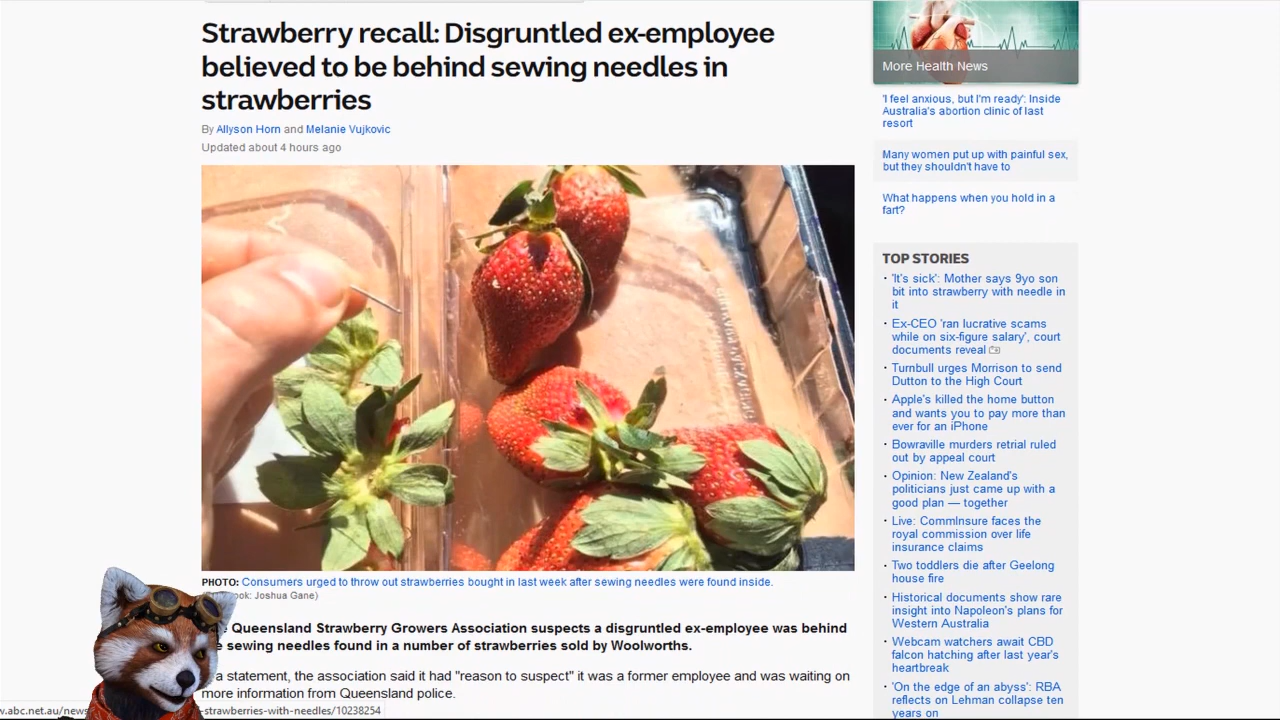 Strawberry recall: Disgruntled ex-employee
believed to be behind sewing needles in
strawberries
By Allyson Horn and Melanie Vujkovic
Updated about 4 hours ago
PHOTO: Consumers urged to throw out strawberries bought in last week after sewing needles were found inside.
ook: Joshua Gane)
Queensland Strawberry Growers Association suspects a disgruntled ex-employee was behind
sewing needles found in a number of strawberries sold by Woolworths.
a statement, the association said it had "reason to suspect" it was a former employee and was waiting on
more information from Queensland police.
w.abc.net.au/news
-strawberries-with-needles/10238254
More Health News
'I feel anxious, but I'm ready': Inside
Australia's abortion clinic of last
resort
Many women put up with painful sex,
but they shouldn't have to
What happens when you hold in a
fart?
TOP STORIES
'It's sick': Mother says 9yo son
bit into strawberry with needle in
it
Ex-CEO 'ran lucrative scams
while on six-figure salary', court
documents reveal
Turnbull urges Morrison to send
Dutton to the High Court
Apple's killed the home button
and wants you to pay more than
ever for an iPhone
Bowraville murders retrial ruled
out by appeal court
Opinion: New Zealand's
politicians just came up with a
good plan — together
Live: CommInsure faces the
royal commission over life
insurance claims
Two toddlers die after Geelong
house fire
Historical documents show rare
insight into Napoleon's plans for
Western Australia
Webcam watchers await CBD
falcon hatching after last year's
heartbreak
'On the edge of an abyss': RBA
reflects on Lehman collapse ten
years on